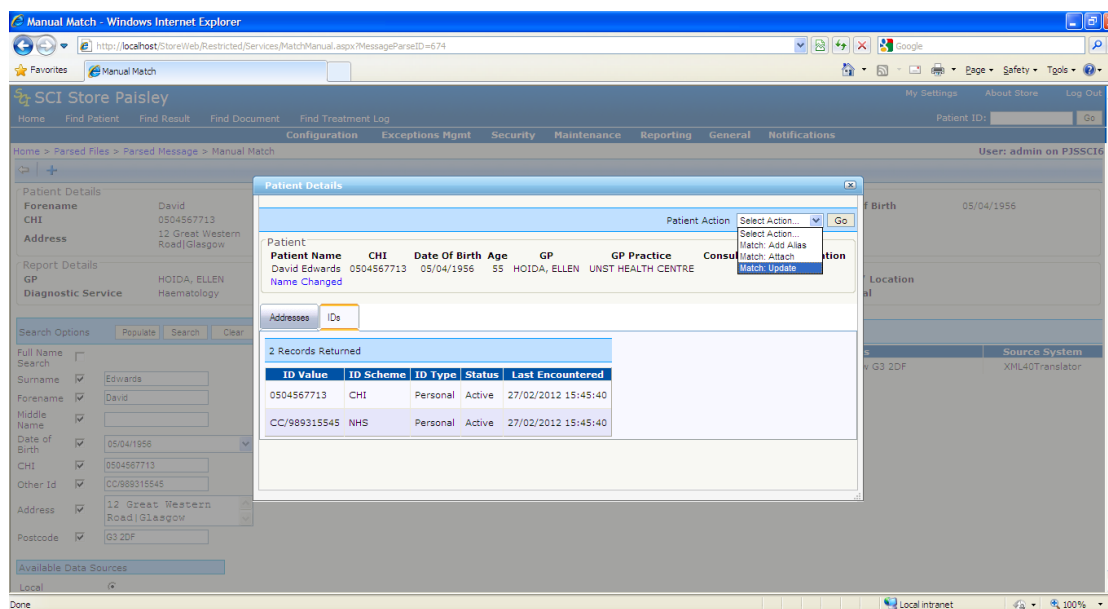 Manual Match - Windows Internet Explorer
http://localhost/StoreWeb/Restricted/Services/MatchManual.aspx?MessageParseID=674
Google
Favorites Manual Match
Page Safety Tools
SCI Store Paisley
My Settings About Store Log Out
Home Find Patient Find Result Find Document Find Treatment Log
Patient ID: Go
Configuration Exceptions Mgmt Security Maintenance Reporting General Notifications
Home > Parsed Files > Parsed Message > Manual Match
User: admin on PJSSCI6
Patient Details
Forename David
CHI 0504567713
Address 12 Great Western Road|Glasgow
f Birth 05/04/1956
Report Details
GP HOIDA, ELLEN
Diagnostic Service Haematology
Location
al
Search Options Populate Search Clear
Full Name Search
Surname Edwards
Forename David
Middle Name
Date of Birth 05/04/1956
CHI 0504567713
Other Id CC/989315545
Address 12 Great Western Road|Glasgow
Postcode G3 2DF
Available Data Sources
Local
s Source System
v G3 2DF XML40Translator
Patient Details
Patient Action Select Action... Go
Select Action...
Match: Add Alias
Match: Attach
Match: Update
Patient
Patient Name CHI Date Of Birth Age GP GP Practice Consul ation
David Edwards 0504567713 05/04/1956 55 HOIDA, ELLEN UNST HEALTH CENTRE
Name Changed
Addresses IDs
2 Records Returned
ID Value ID Scheme ID Type Status Last Encountered
0504567713 CHI Personal Active 27/02/2012 15:45:40
CC/989315545 NHS Personal Active 27/02/2012 15:45:40
Done
Local intranet
100%